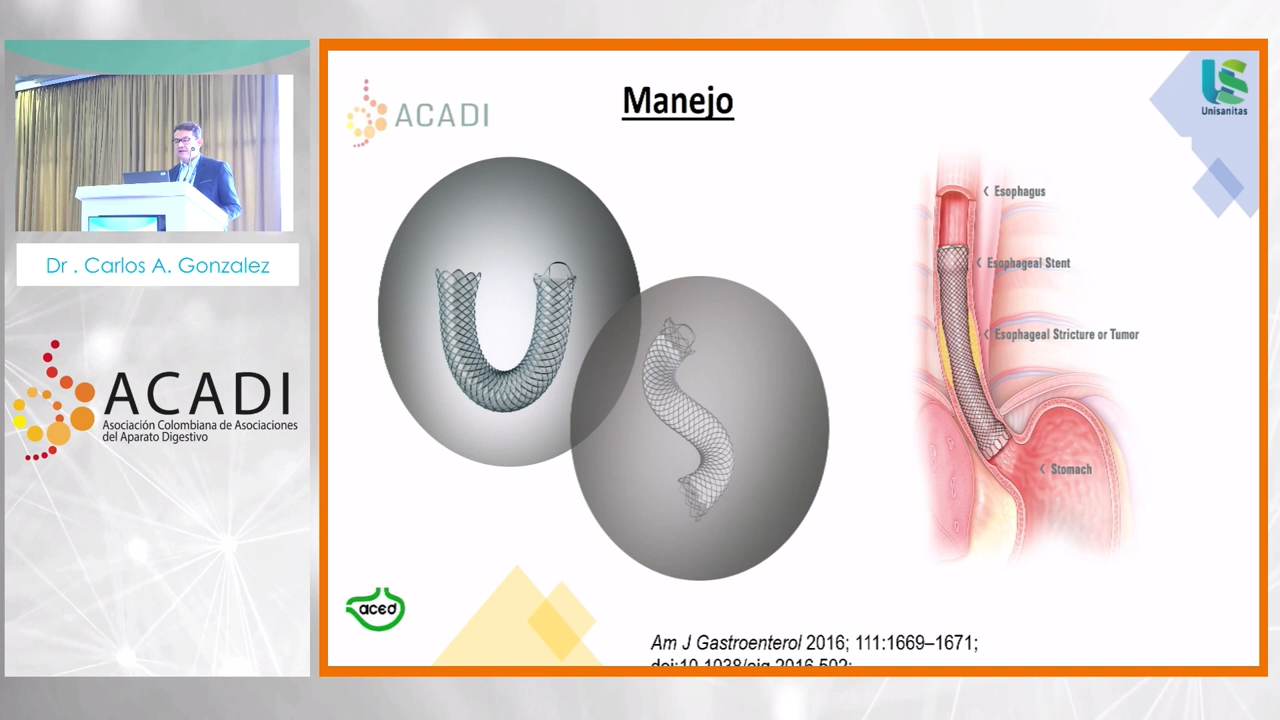 Dr . Carlos A. Gonzalez
ACADI
Asociación Colombiana de Asociaciones
del Aparato Digestivo
ACADI
Manejo
Unisanitas
Esophagus
Esophageal Stent
Esophageal Stricture or Tumor
Stomach
aced
Am J Gastroenterol 2016; 111:1669–1671;
doi:10.1038/ajg.2016.502;